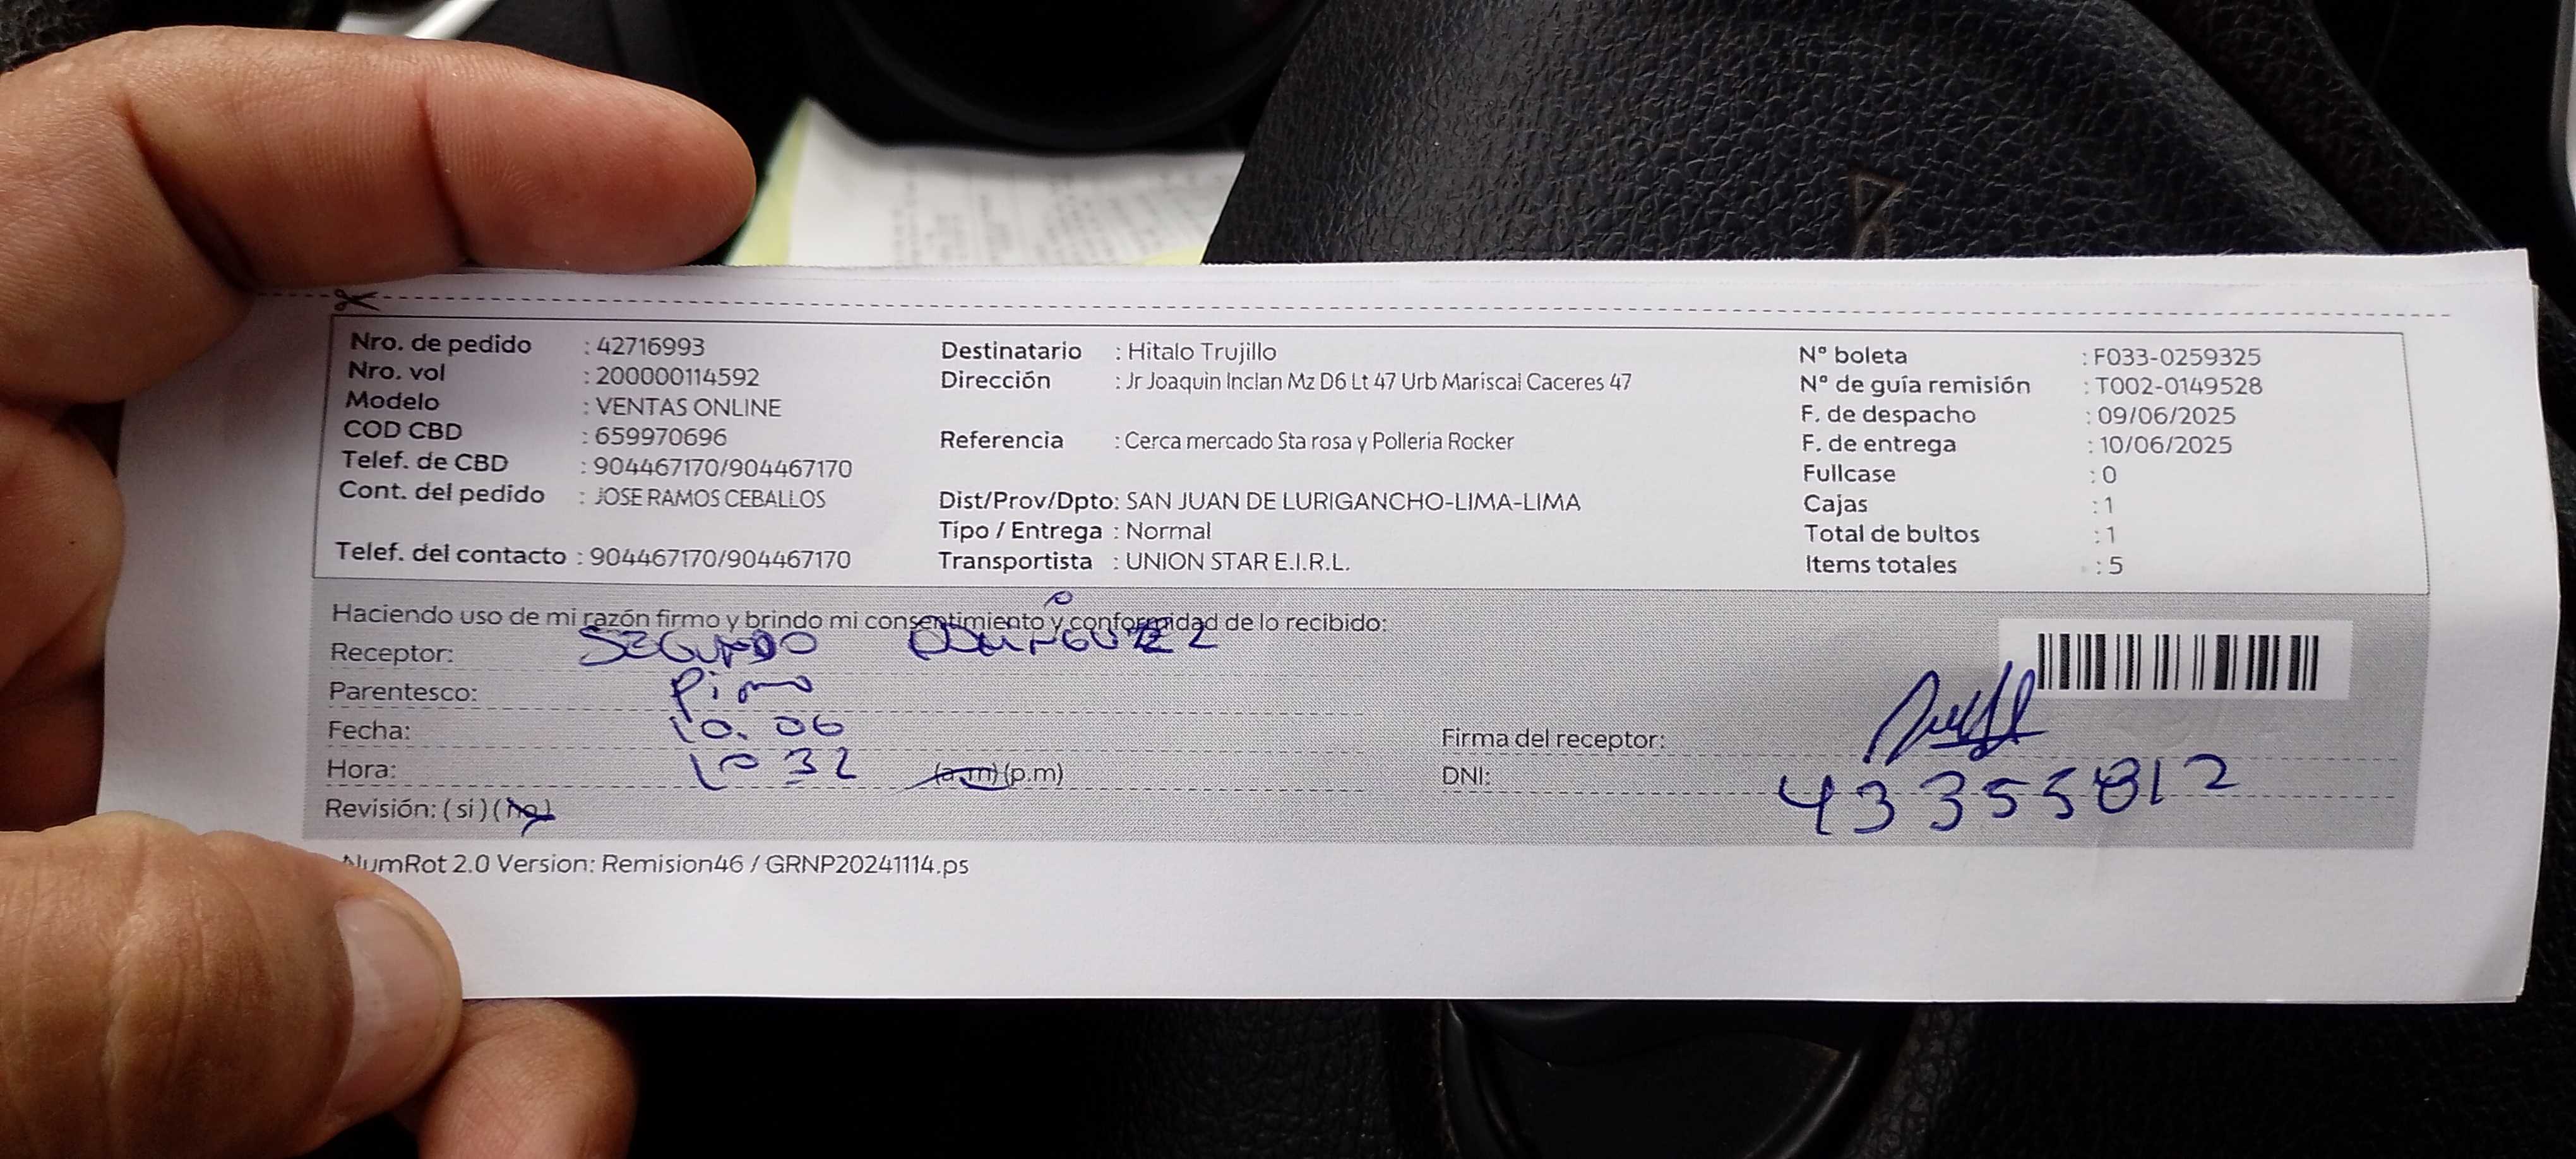 Nro. de pedido : 42716993
Nro. vol : 200000114592
Modelo : VENTAS ONLINE
COD CBD : 659970696
Telef. de CBD : 904467170/904467170
Cont. del pedido : JOSE RAMOS CEBALLOS
Telef. del contacto : 904467170/904467170
Destinatario : Hitalo Trujillo
Dirección : Jr Joaquin Inclan Mz D6 Lt 47 Urb Mariscal Caceres 47
Referencia : Cerca mercado Sta rosa y Polleria Rocker
Dist/Prov/Dpto: SAN JUAN DE LURIGANCHO-LIMA-LIMA
Tipo / Entrega : Normal
Transportista : UNION STAR E.I.R.L.
Nº boleta : F033-0259325
Nº de guía remisión : T002-0149528
F. de despacho : 09/06/2025
F. de entrega : 10/06/2025
Fullcase : 0
Cajas : 1
Total de bultos : 1
Items totales : 5
Haciendo uso de mi razón firmo y brindo mi consentimiento y conformidad de lo recibido:
Receptor: SEGUNDO
Parentesco:
Fecha: 10.06
Hora: 10 32 (a.m) (p.m)
Revisión: (si) (no)
Firma del receptor:
DNI: 43355812
NumRot 2.0 Version: Remision46 / GRNP20241114.ps